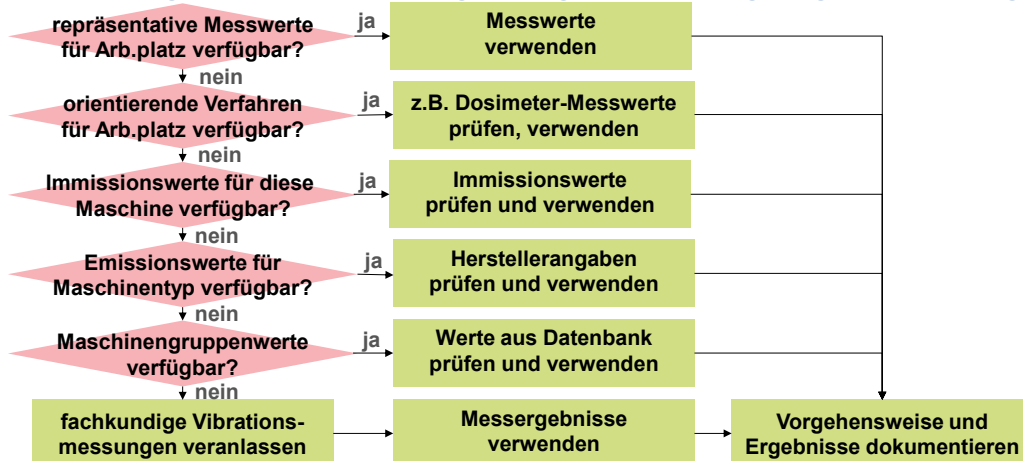 repräsentative Messwerte
für Arb.platz verfügbar?
ja
Messwerte
verwenden
nein
orientierende Verfahren
für Arb.platz verfügbar?
ja
z.B. Dosimeter-Messwerte
prüfen, verwenden
nein
Immissionswerte für diese
Maschine verfügbar?
ja
Immissionswerte
prüfen und verwenden
nein
Emissionswerte für
Maschinentyp verfügbar?
ja
Herstellerangaben
prüfen und verwenden
nein
Maschinengruppenwerte
verfügbar?
ja
Werte aus Datenbank
prüfen und verwenden
nein
fachkundige Vibrations-
messungen veranlassen
Messergebnisse
verwenden
Vorgehensweise und
Ergebnisse dokumentieren